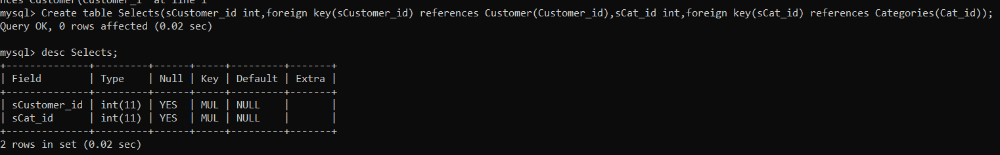 nces Customer(Customer_i' at line 1
mysql> Create table Selects(sCustomer_id int,foreign key(sCustomer_id) references Customer(Customer_id),sCat_id int,foreign key(sCat_id) references Categories(Cat_id));
Query OK, 0 rows affected (0.02 sec)
mysql> desc Selects;
+--------------+---------+------+-----+---------+-------+
| Field        | Type    | Null | Key | Default | Extra |
+--------------+---------+------+-----+---------+-------+
| sCustomer_id | int(11) | YES  | MUL | NULL    |       |
| sCat_id      | int(11) | YES  | MUL | NULL    |       |
+--------------+---------+------+-----+---------+-------+
2 rows in set (0.02 sec)